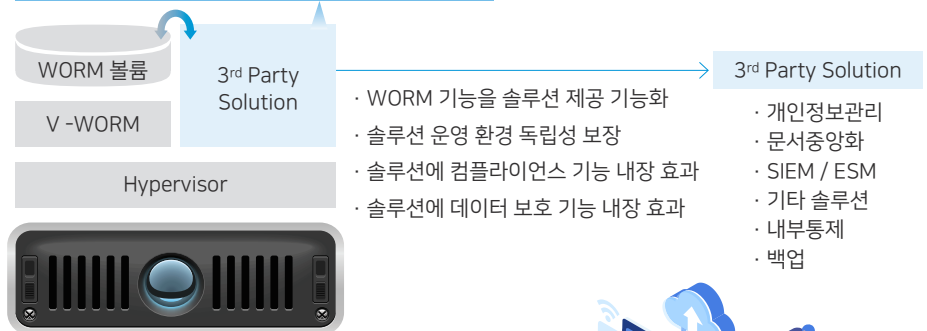 WORM 볼륨
V -WORM
3rd Party
Solution
Hypervisor
· WORM 기능을 솔루션 제공 기능화
· 솔루션 운영 환경 독립성 보장
· 솔루션에 컴플라이언스 기능 내장 효과
· 솔루션에 데이터 보호 기능 내장 효과
3rd Party Solution
· 개인정보관리
· 문서중앙화
· SIEM / ESM
· 기타 솔루션
· 내부통제
· 백업